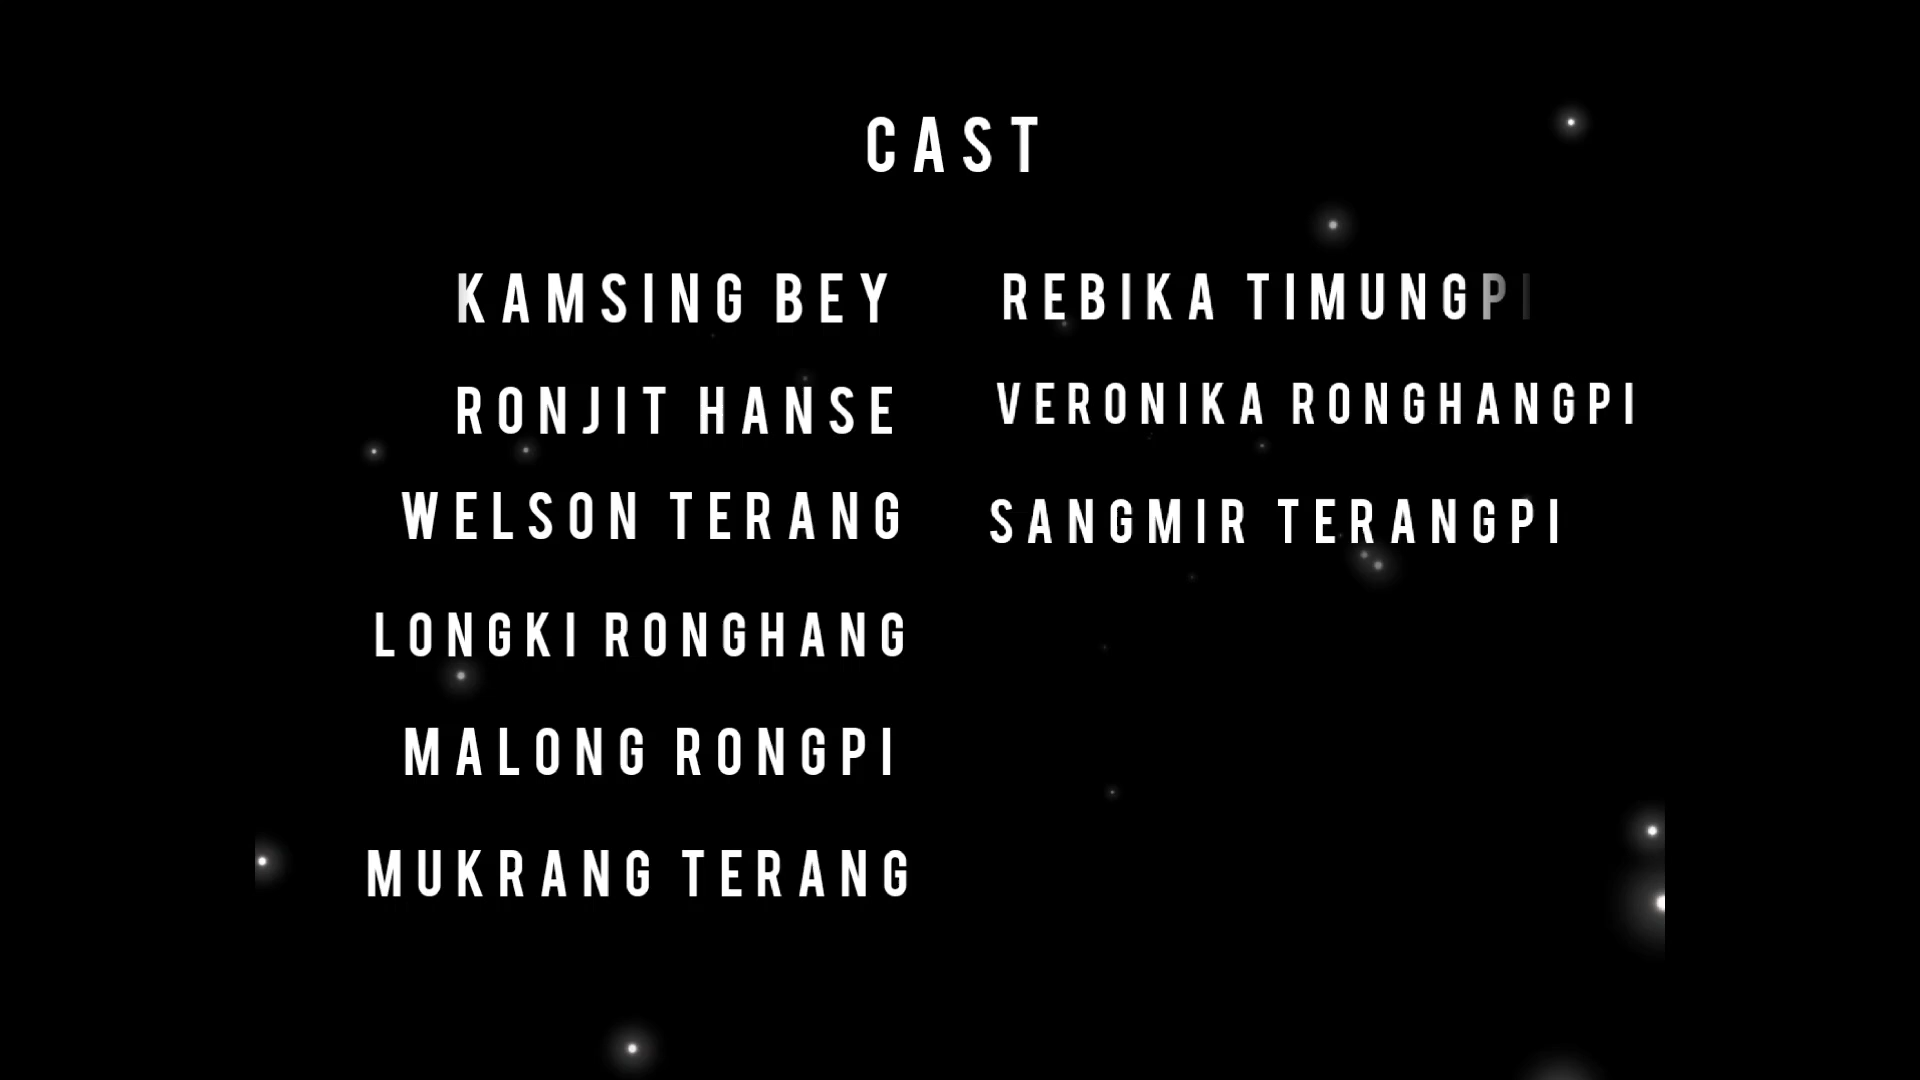 CAST
KAMSING BEY
RONJIT HANSE
WELSON TERANG
LONGKI RONGHANG
MALONG RONGPI
MUKRANG TERANG
REBIKA TIMUNGPI
VERONIKA RONGHANGPI
SANGMIR TERANGPI